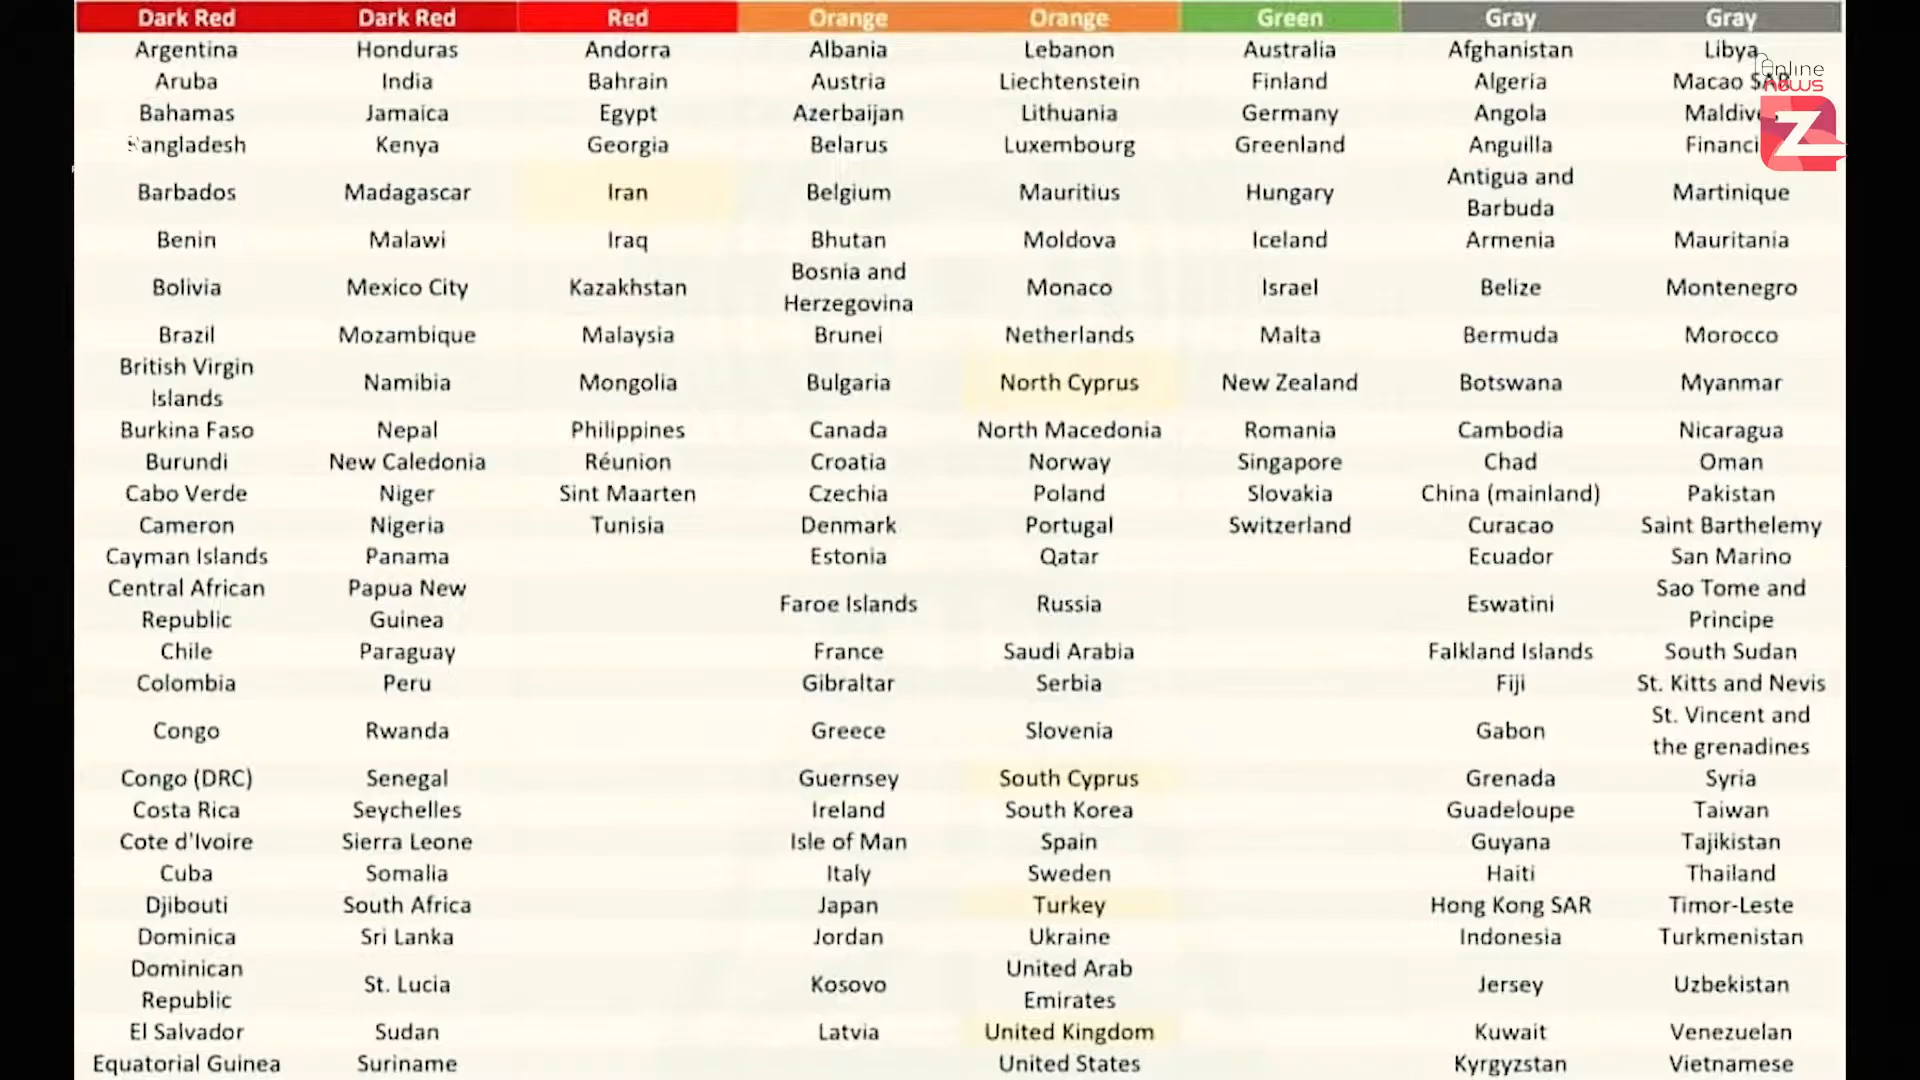 Dark Red Dark Red Red Orange Orange Green Gray Gray
Argentina Honduras Andorra Albania Lebanon Australia Afghanistan Libya
Aruba India Bahrain Austria Liechtenstein Finland Algeria Macao SAR
Bahamas Jamaica Egypt Azerbaijan Lithuania Germany Angola
Kenya Georgia Belarus Luxembourg Greenland Anguilla
Barbados Madagascar Iran Belgium Mauritius Hungary Antigua and Barbuda Martinique
Benin Malawi Iraq Bhutan Moldova Iceland Armenia Mauritania
Bolivia Mexico City Kazakhstan Bosnia and Herzegovina Monaco Israel Belize Montenegro
Brazil Mozambique Malaysia Brunei Netherlands Malta Bermuda Morocco
British Virgin Islands Namibia Mongolia Bulgaria North Cyprus New Zealand Botswana Myanmar
Burkina Faso Nepal Philippines Canada North Macedonia Romania Cambodia Nicaragua
Burundi New Caledonia Réunion Croatia Norway Singapore Chad Oman
Cabo Verde Niger Sint Maarten Czechia Poland Slovakia China (mainland) Pakistan
Cameron Nigeria Tunisia Denmark Portugal Switzerland Curacao Saint Barthelemy
Cayman Islands Panama Estonia Qatar Ecuador San Marino
Central African Republic Papua New Guinea Faroe Islands Russia Eswatini Sao Tome and Principe
Chile Paraguay France Saudi Arabia Falkland Islands South Sudan
Colombia Peru Gibraltar Serbia Fiji St. Kitts and Nevis
Congo Rwanda Greece Slovenia Gabon St. Vincent and the grenadines
Congo (DRC) Senegal Guernsey South Cyprus Grenada Syria
Costa Rica Seychelles Ireland South Korea Guadeloupe Taiwan
Cote d'Ivoire Sierra Leone Isle of Man Spain Guyana Tajikistan
Cuba Somalia Italy Sweden Haiti Thailand
Djibouti South Africa Japan Turkey Hong Kong SAR Timor-Leste
Dominica Sri Lanka Jordan Ukraine Indonesia Turkmenistan
Dominican Republic St. Lucia Kosovo United Arab Emirates Jersey Uzbekistan
El Salvador Sudan Latvia United Kingdom Kuwait Venezuelan
Equatorial Guinea Suriname United States Kyrgyzstan Vietnamese
Online
news
Z